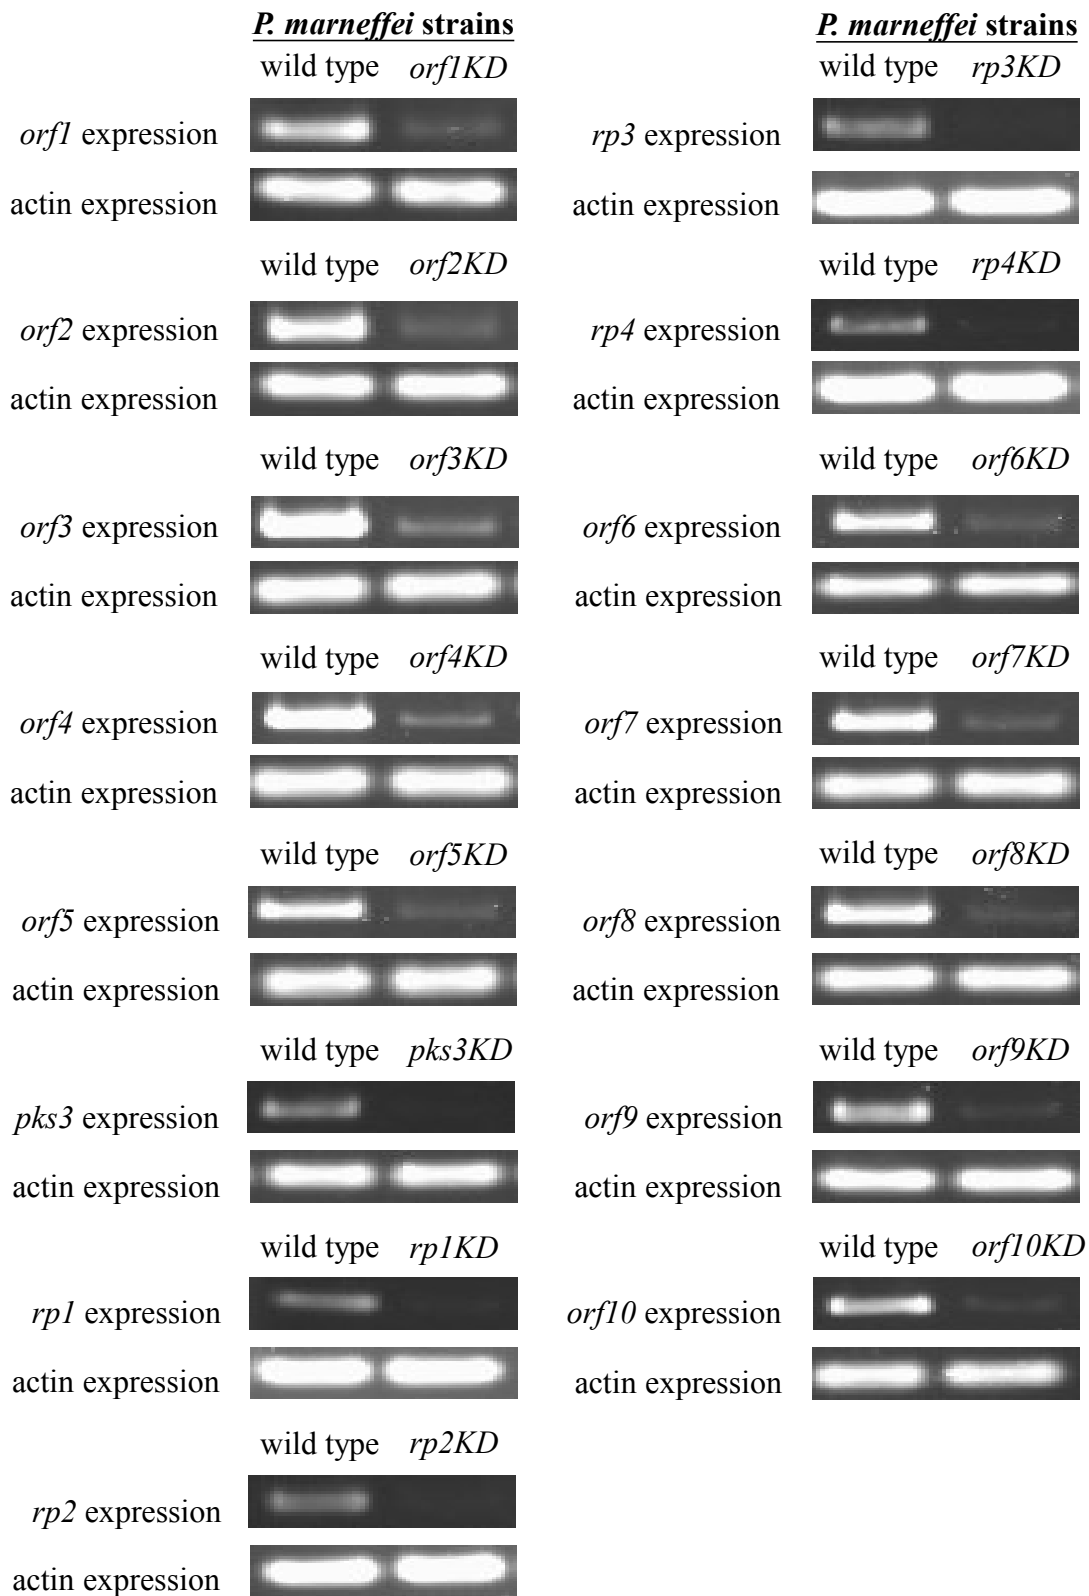 P. marneffei strains
wild type orf1KD
orf1 expression
actin expression
wild type orf2KD
orf2 expression
actin expression
wild type orf3KD
orf3 expression
actin expression
wild type orf4KD
orf4 expression
actin expression
wild type orf5KD
orf5 expression
actin expression
wild type pks3KD
pks3 expression
actin expression
wild type rp1KD
rp1 expression
actin expression
wild type rp2KD
rp2 expression
actin expression
P. marneffei strains
wild type rp3KD
rp3 expression
actin expression
wild type rp4KD
rp4 expression
actin expression
wild type orf6KD
orf6 expression
actin expression
wild type orf7KD
orf7 expression
actin expression
wild type orf8KD
orf8 expression
actin expression
wild type orf9KD
orf9 expression
actin expression
wild type orf10KD
orf10 expression
actin expression